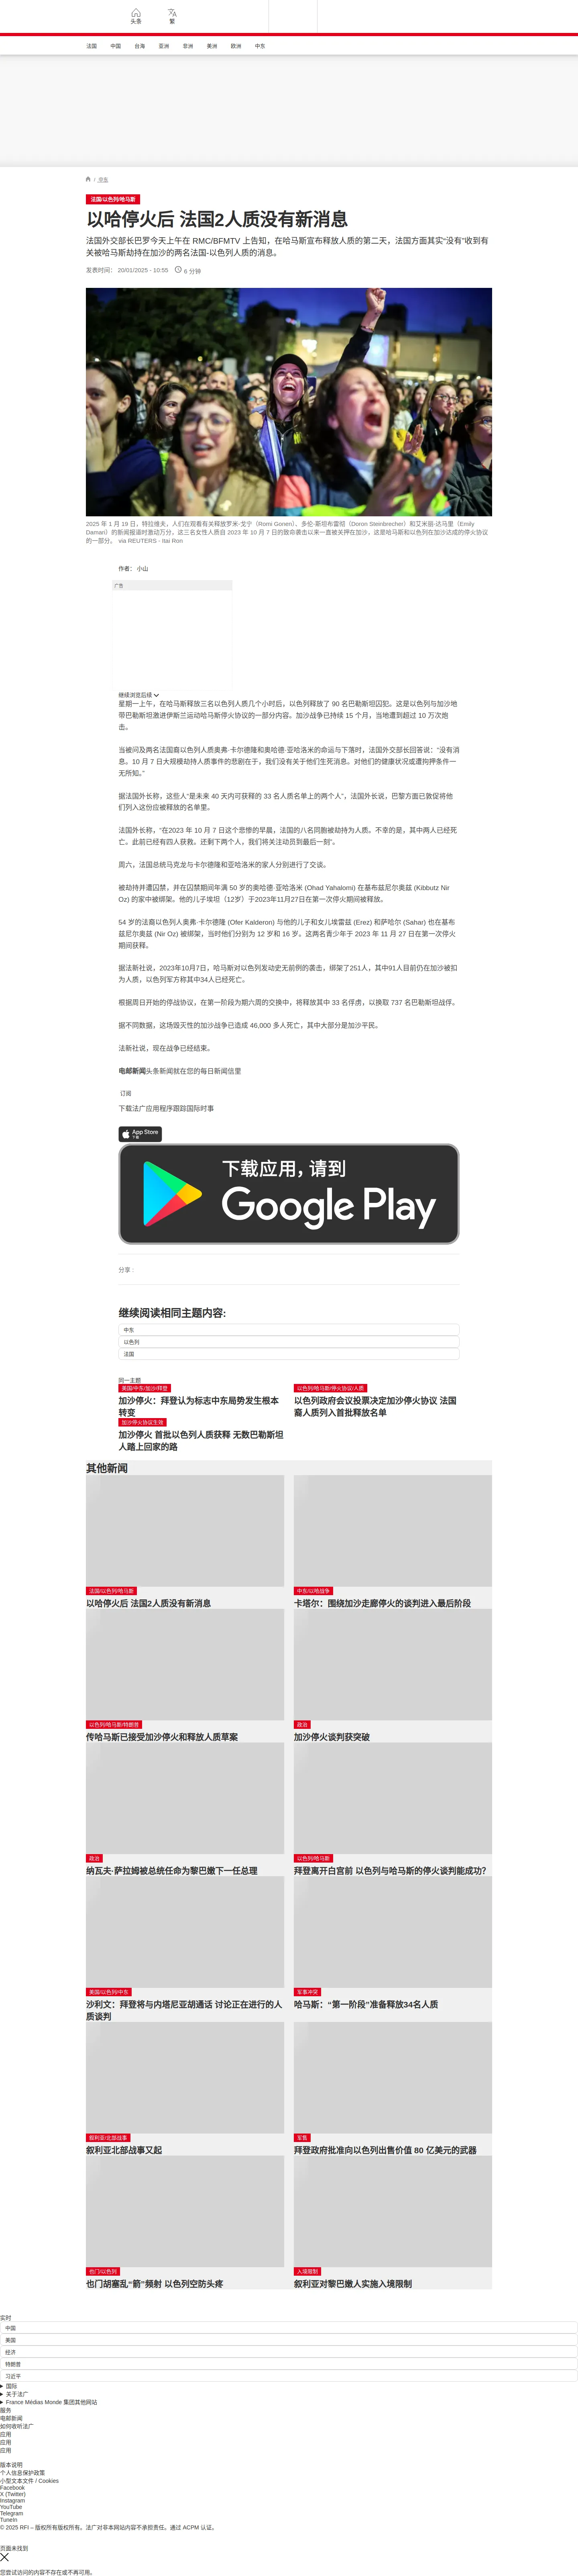 头条
繁
法国
中国
台海
亚洲
非洲
美洲
欧洲
中东
/ 中东
法国/以色列/哈马斯
以哈停火后 法国2人质没有新消息
法国外交部长巴罗今天上午在 RMC/BFMTV 上告知，在哈马斯宣布释放人质的第二天，法国方面其实“没有”收到有
关被哈马斯劫持在加沙的两名法国-以色列人质的消息。
发表时间： 20/01/2025 - 10:55 6 分钟
2025 年 1 月 19 日，特拉维夫，人们在观看有关释放罗米·戈宁（Romi Gonen）、多伦·斯坦布雷彻（Doron Steinbrecher）和艾米丽·达马里（Emily
Damari）的新闻报道时激动万分。这三名女性人质自 2023 年 10 月 7 日的致命袭击以来一直被关押在加沙，这是哈马斯和以色列在加沙达成的停火协议
的一部分。 via REUTERS - Itai Ron
作者： 小山
广告
继续浏览后续
星期一上午，在哈马斯释放三名以色列人质几个小时后，以色列释放了 90 名巴勒斯坦囚犯。这是以色列与加沙地
带巴勒斯坦激进伊斯兰运动哈马斯停火协议的一部分内容。加沙战争已持续 15 个月，当地遭到超过 10 万次炮
击。
当被问及两名法国裔以色列人质奥弗·卡尔德隆和奥哈德·亚哈洛米的命运与下落时，法国外交部长回答说：“没有消
息。10 月 7 日大规模劫持人质事件的悲剧在于，我们没有关于他们生死消息。对他们的健康状况或遭拘押条件一
无所知。”
据法国外长称，这些人“是未来 40 天内可获释的 33 名人质名单上的两个人”，法国外长说，巴黎方面已敦促将他
们列入这份应被释放的名单里。
法国外长称，“在2023 年 10 月 7 日这个悲惨的早晨，法国的八名同胞被劫持为人质。不幸的是，其中两人已经死
亡。此前已经有四人获救。还剩下两个人，我们将关注动员到最后一刻”。
周六，法国总统马克龙与卡尔德隆和亚哈洛米的家人分别进行了交谈。
被劫持并遭囚禁，并在囚禁期间年满 50 岁的奥哈德·亚哈洛米 (Ohad Yahalomi) 在基布兹尼尔奥兹 (Kibbutz Nir
Oz) 的家中被绑架。他的儿子埃坦（12岁）于2023年11月27日在第一次停火期间被释放。
54 岁的法裔以色列人奥弗·卡尔德隆 (Ofer Kalderon) 与他的儿子和女儿埃雷兹 (Erez) 和萨哈尔 (Sahar) 也在基布
兹尼尔奥兹 (Nir Oz) 被绑架，当时他们分别为 12 岁和 16 岁。这两名青少年于 2023 年 11 月 27 日在第一次停火
期间获释。
据法新社说，2023年10月7日，哈马斯对以色列发动史无前例的袭击，绑架了251人，其中91人目前仍在加沙被扣
为人质，以色列军方称其中34人已经死亡。
根据周日开始的停战协议，在第一阶段为期六周的交换中，将释放其中 33 名俘虏，以换取 737 名巴勒斯坦战俘。
据不同数据，这场毁灭性的加沙战争已造成 46,000 多人死亡，其中大部分是加沙平民。
法新社说，现在战争已经结束。
电邮新闻头条新闻就在您的每日新闻信里
订阅
下载法广应用程序跟踪国际时事
App Store
下载
下载应用，请到
Google Play
分享 :
继续阅读相同主题内容:
中东
以色列
法国
同一主题
美国/中东/加沙/拜登
加沙停火：拜登认为标志中东局势发生根本
转变
以色列/哈马斯/停火协议/人质
以色列政府会议投票决定加沙停火协议 法国
裔人质列入首批释放名单
加沙停火协议生效
加沙停火 首批以色列人质获释 无数巴勒斯坦
人踏上回家的路
其他新闻
法国/以色列/哈马斯
以哈停火后 法国2人质没有新消息
中东/以哈战争
卡塔尔：围绕加沙走廊停火的谈判进入最后阶段
以色列/哈马斯/特朗普
传哈马斯已接受加沙停火和释放人质草案
政治
加沙停火谈判获突破
政治
纳瓦夫·萨拉姆被总统任命为黎巴嫩下一任总理
以色列/哈马斯
拜登离开白宫前 以色列与哈马斯的停火谈判能成功？
美国/以色列/中东
沙利文：拜登将与内塔尼亚胡通话 讨论正在进行的人
质谈判
军事冲突
哈马斯：“第一阶段”准备释放34名人质
叙利亚/北部战事
叙利亚北部战事又起
军售
拜登政府批准向以色列出售价值 80 亿美元的武器
也门/以色列
也门胡塞乱“箭”频射 以色列空防头疼
入境限制
叙利亚对黎巴嫩人实施入境限制
实时
中国
美国
经济
特朗普
习近平
国际
关于法广
France Médias Monde 集团其他网站
服务
电邮新闻
如何收听法广
应用
应用
应用
版本说明
个人信息保护政策
小型文本文件 / Cookies
Facebook
X (Twitter)
Instagram
YouTube
Telegram
TuneIn
© 2025 RFI – 版权所有版权所有。法广对非本网站内容不承担责任。通过 ACPM 认证。
页面未找到
您尝试访问的内容不存在或不再可用。